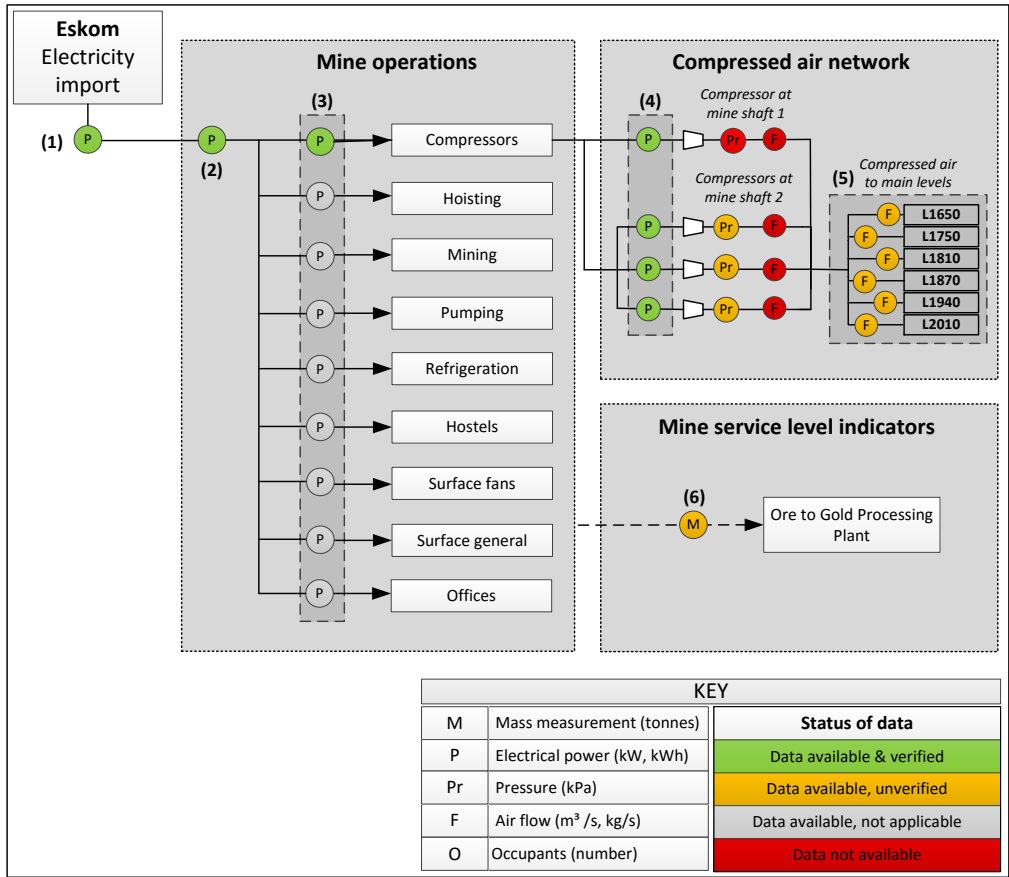 Eskom
Electricity
import
(1)
P
Mine operations
P
(2)
(3)
P
Compressors
P
Hoisting
P
Mining
P
Pumping
P
Refrigeration
P
Hostels
P
Surface fans
P
Surface general
P
Offices
Compressed air network
(4)
Compressor at
mine shaft 1
P
Pr
F
Compressors at
mine shaft 2
P
Pr
F
P
Pr
F
P
Pr
F
(5)
Compressed air
to main levels
F
L1650
F
L1750
F
L1810
F
L1870
F
L1940
F
L2010
Mine service level indicators
(6)
M
Ore to Gold Processing
Plant
KEY
M
Mass measurement (tonnes)
Status of data
P
Electrical power (kW, kWh)
Data available & verified
Pr
Pressure (kPa)
Data available, unverified
F
Air flow (m³ /s, kg/s)
Data available, not applicable
O
Occupants (number)
Data not available